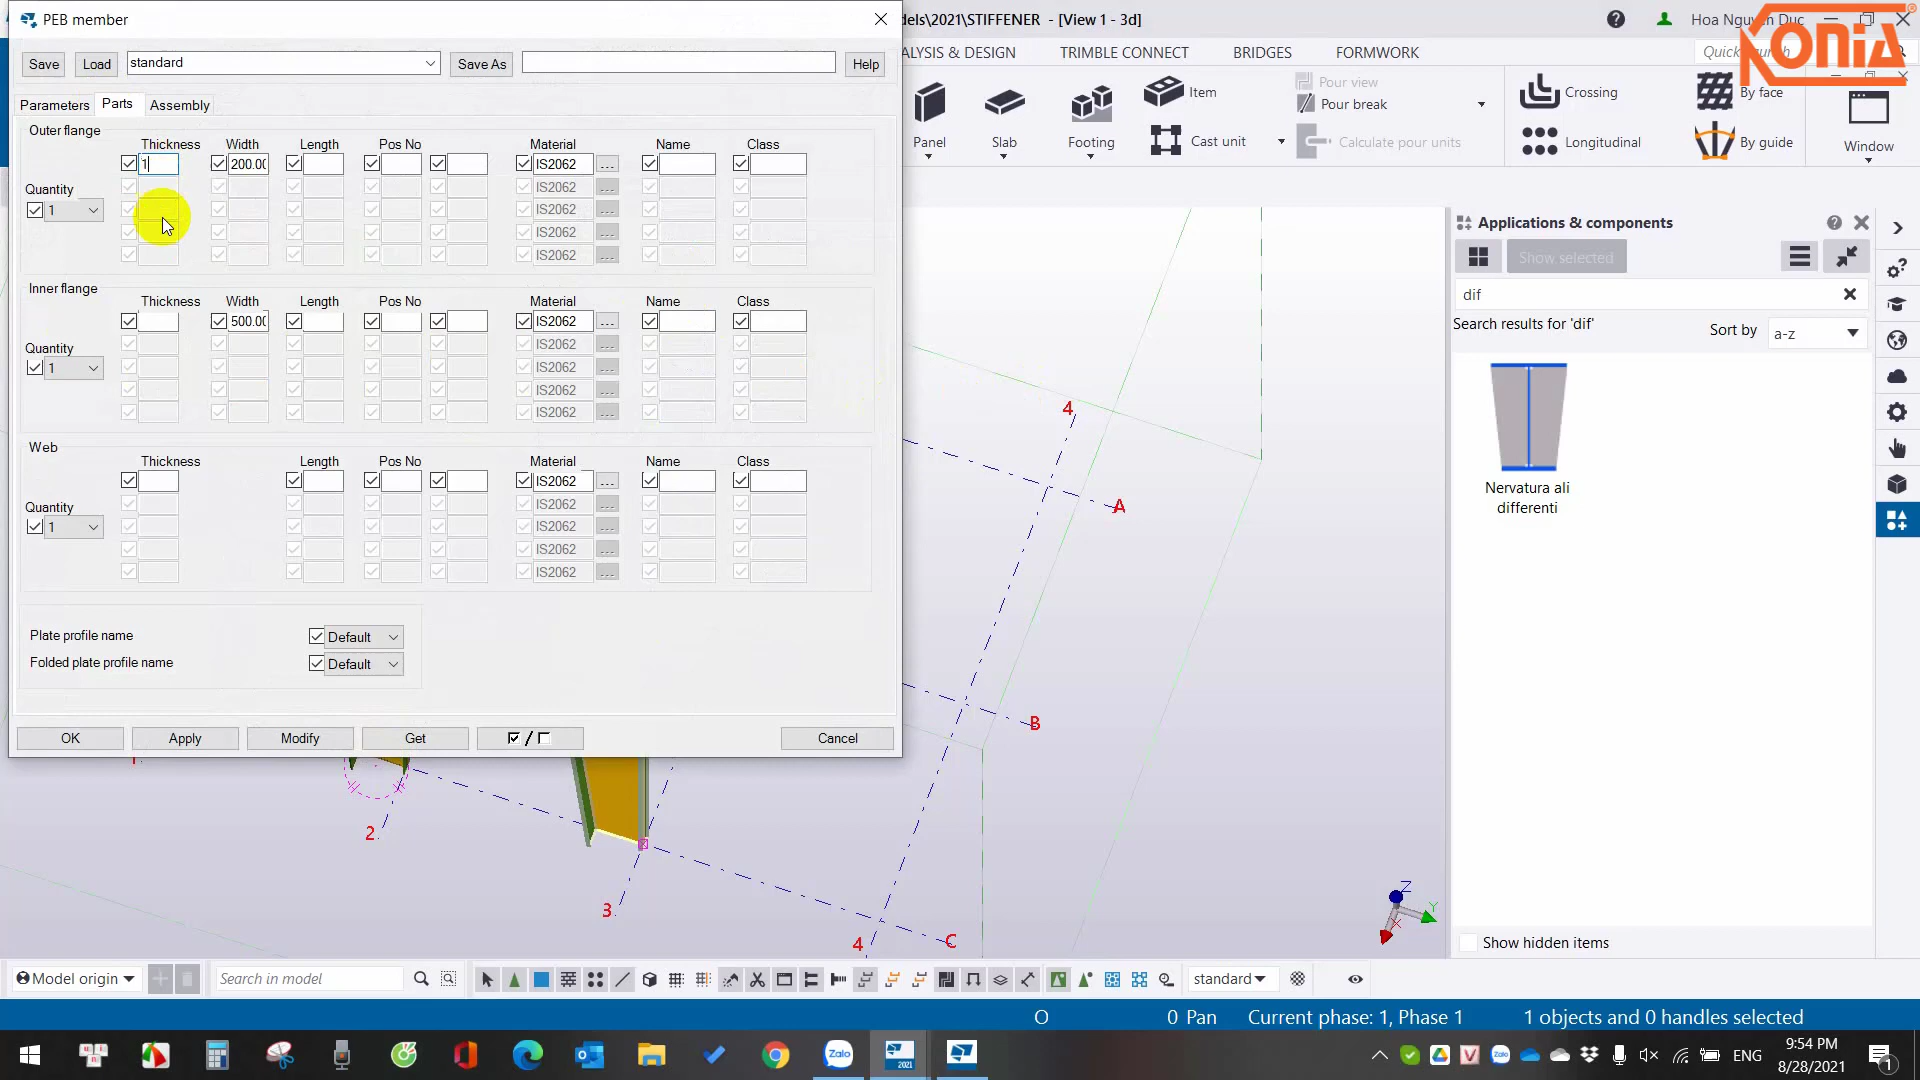 PEB member
dels\2021\STIFFENER - [View 1 - 3d]
Hoa Nguyen Duc
KONIA
Save
Load
standard
Save As
Help
ALYSIS & DESIGN
TRIMBLE CONNECT
BRIDGES
FORMWORK
Parameters
Parts
Assembly
Panel
Slab
Footing
Item
Cast unit
Pour view
Pour break
Calculate pour units
Crossing
Longitudinal
By face
By guide
Window
Outer flange
Thickness Width Length Pos No Material Name Class
1 200.00 IS2062 ...
Quantity
IS2062 ...
1
IS2062 ...
IS2062 ...
IS2062 ...
Inner flange
Thickness Width Length Pos No Material Name Class
500.00 IS2062 ...
Quantity
IS2062 ...
1
IS2062 ...
IS2062 ...
IS2062 ...
Web
Thickness Length Pos No Material Name Class
IS2062 ...
Quantity
IS2062 ...
1
IS2062 ...
IS2062 ...
IS2062 ...
Plate profile name
Default
Folded plate profile name
Default
OK
Apply
Modify
Get
/
Cancel
4
A
B
2
3
4
C
Z
Y
X
Applications & components
Show selected
dif
Search results for 'dif'
Sort by
a-z
Nervatura ali
differenti
Show hidden items
Model origin
Search in model
standard
O
0 Pan
Current phase: 1, Phase 1
1 objects and 0 handles selected
Zalo
2021
ENG
9:54 PM
8/28/2021
1